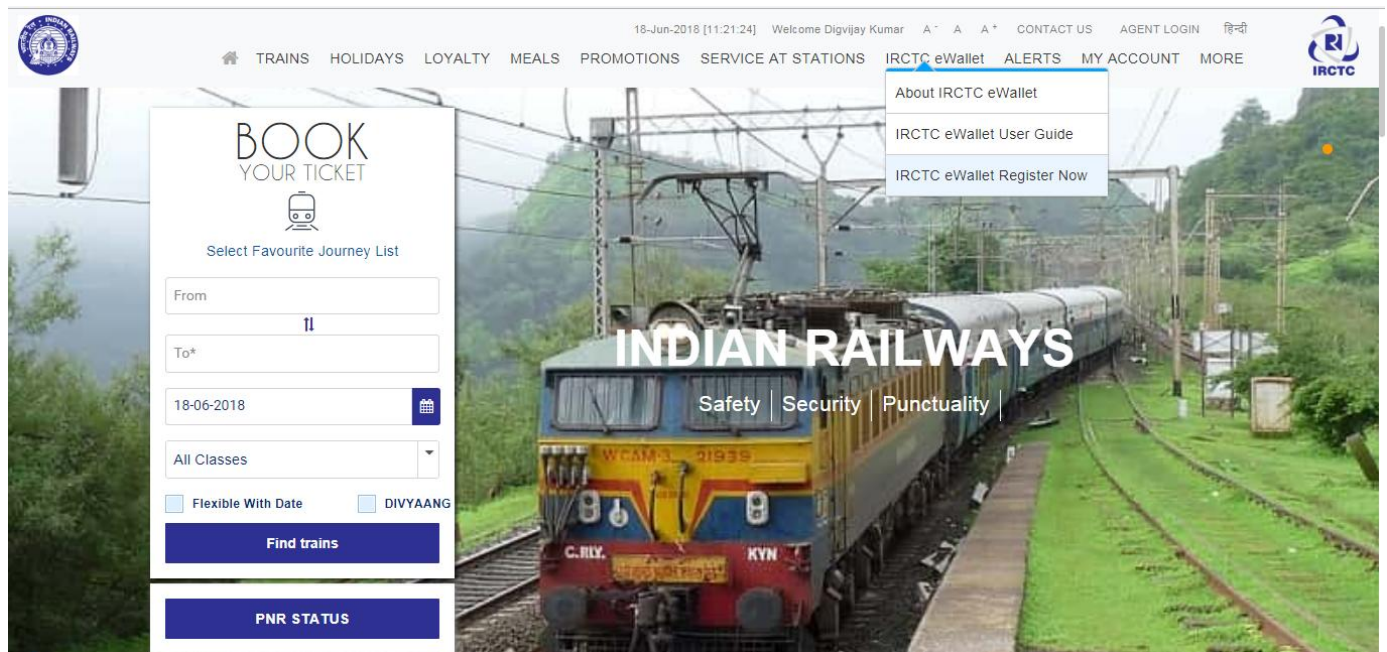 18-Jun-2018 [11:21:24] Welcome Digvijay Kumar A- A A+ CONTACT US AGENT LOGIN हिन्दी
TRAINS HOLIDAYS LOYALTY MEALS PROMOTIONS SERVICE AT STATIONS IRCTC eWallet ALERTS MY ACCOUNT MORE
IRCTC
About IRCTC eWallet
IRCTC eWallet User Guide
IRCTC eWallet Register Now
BOOK
YOUR TICKET
Select Favourite Journey List
From
To*
18-06-2018
All Classes
Flexible With Date DIVYAANG
Find trains
PNR STATUS
INDIAN RAILWAYS
Safety Security Punctuality
WCAM-3 21939
C.RLY. KYN